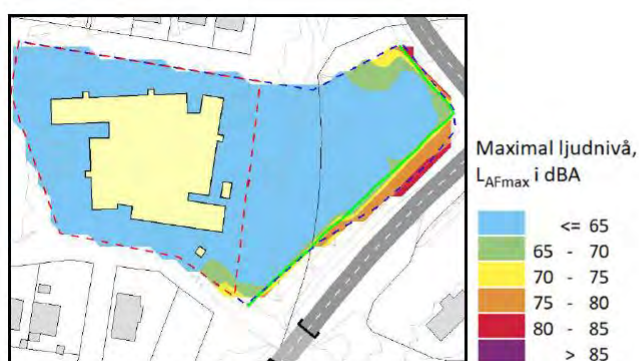 Maximal ljudnivå,
LAFmax i dBA
<= 65
65 - 70
70 - 75
75 - 80
80 - 85
> 85